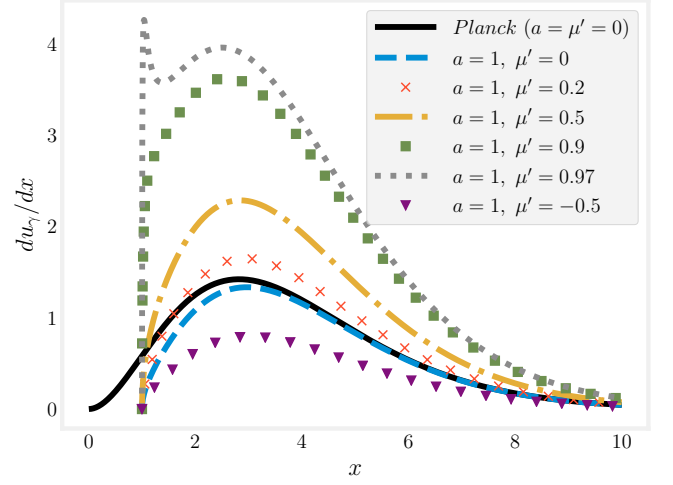 Planck (a = μ′ = 0)
a = 1, μ′ = 0
a = 1, μ′ = 0.2
a = 1, μ′ = 0.5
a = 1, μ′ = 0.9
a = 1, μ′ = 0.97
a = 1, μ′ = −0.5
4
3
2
1
0
du_γ/dx
0 2 4 6 8 10
x